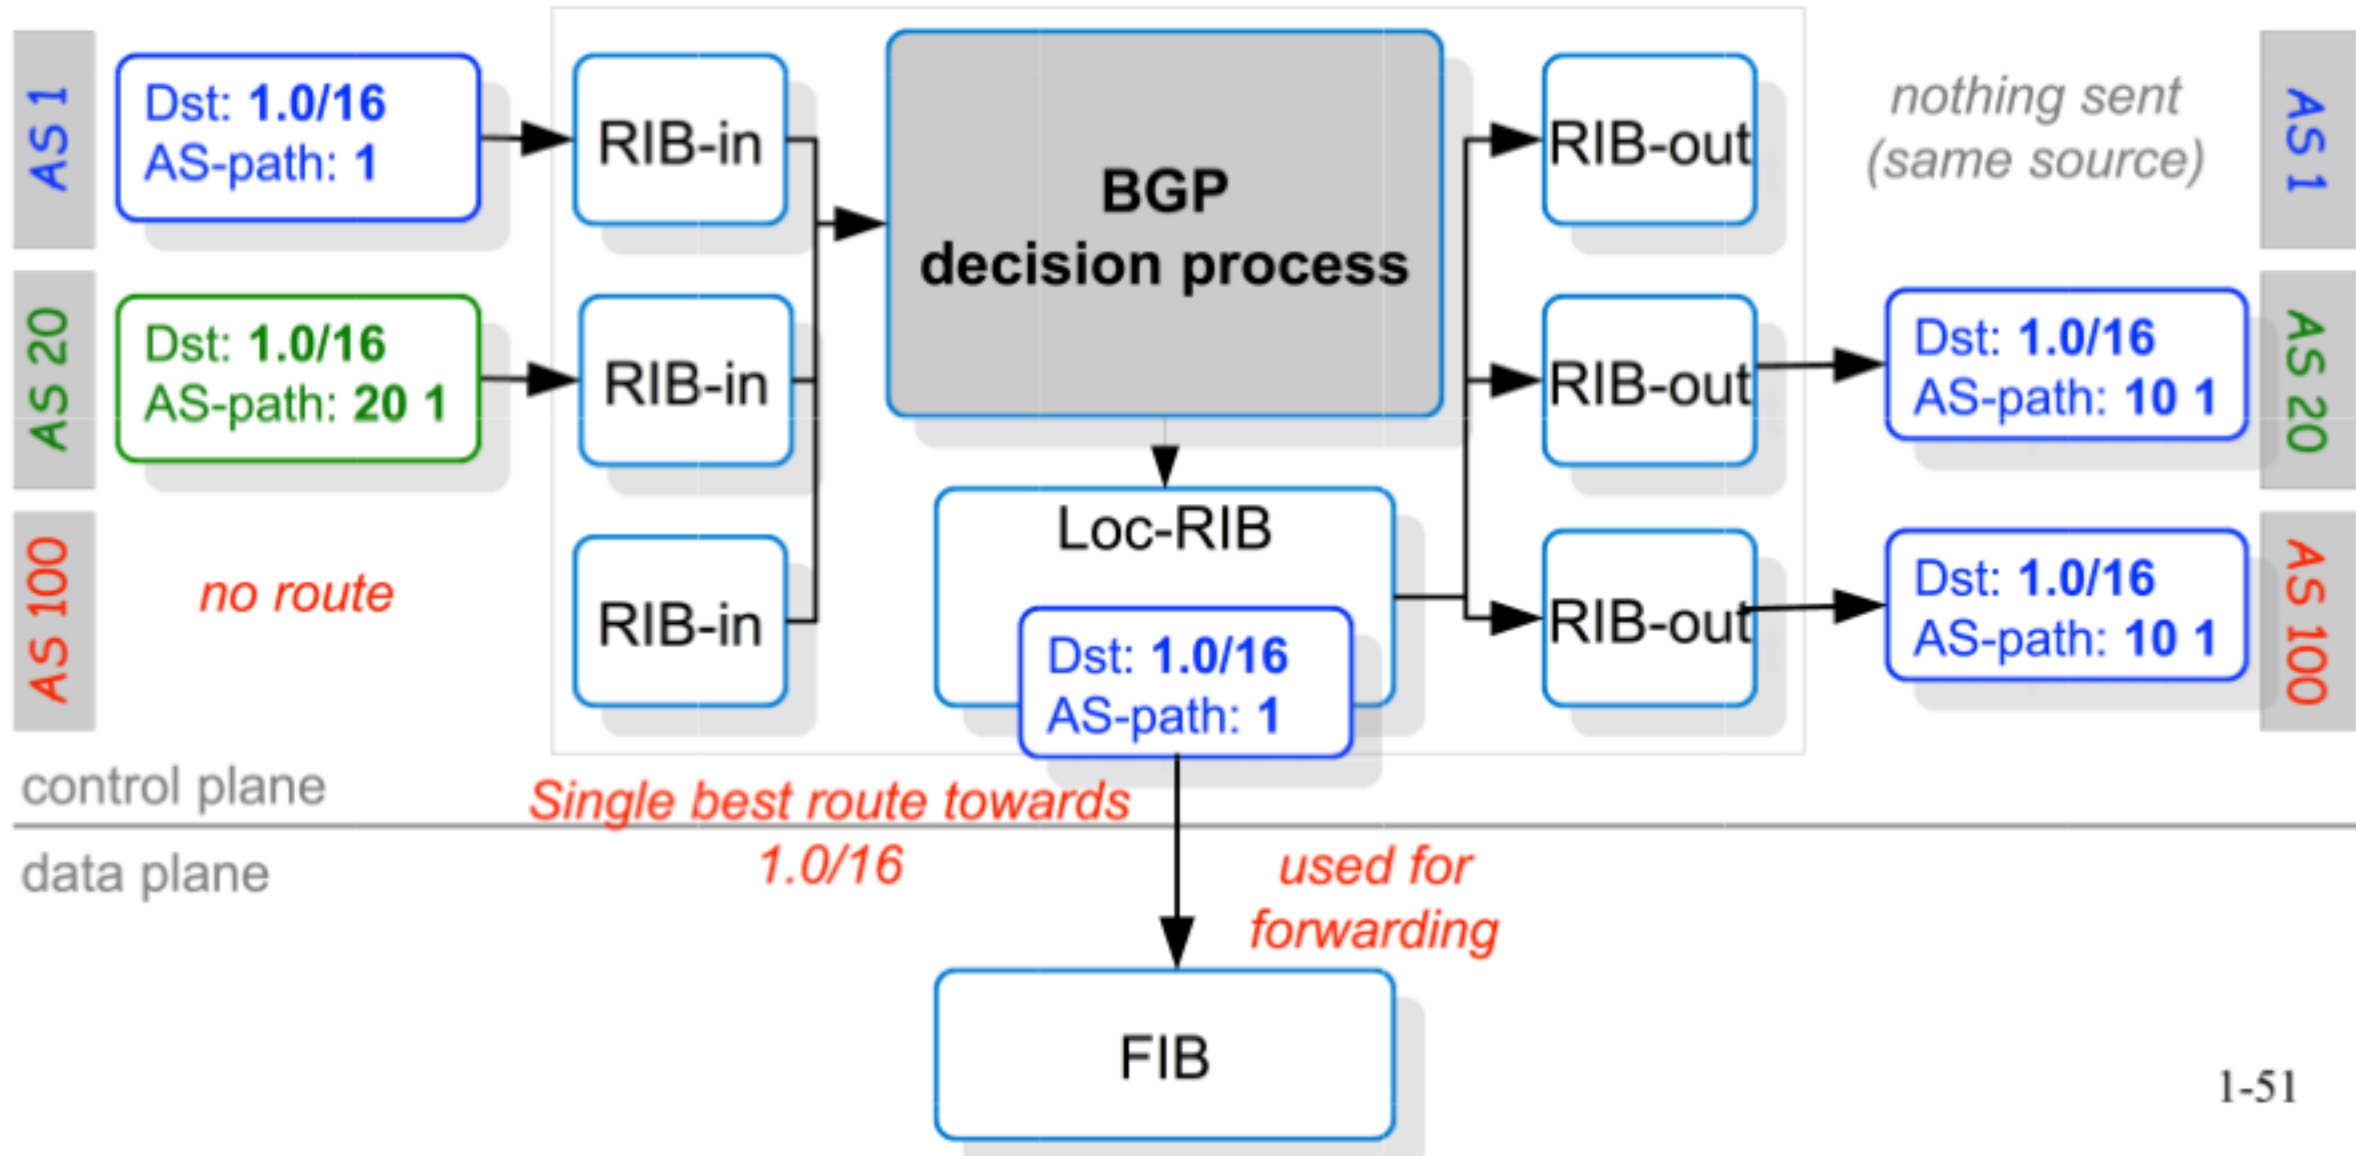 AS 1
Dst: 1.0/16
AS-path: 1
RIB-in
BGP
decision process
RIB-out
nothing sent
(same source)
AS 1
AS 20
Dst: 1.0/16
AS-path: 20 1
RIB-in
RIB-out
Dst: 1.0/16
AS-path: 10 1
AS 20
AS 100
no route
RIB-in
Loc-RIB
Dst: 1.0/16
AS-path: 1
RIB-out
Dst: 1.0/16
AS-path: 10 1
AS 100
control plane
Single best route towards
1.0/16
data plane
used for
forwarding
FIB
1-51